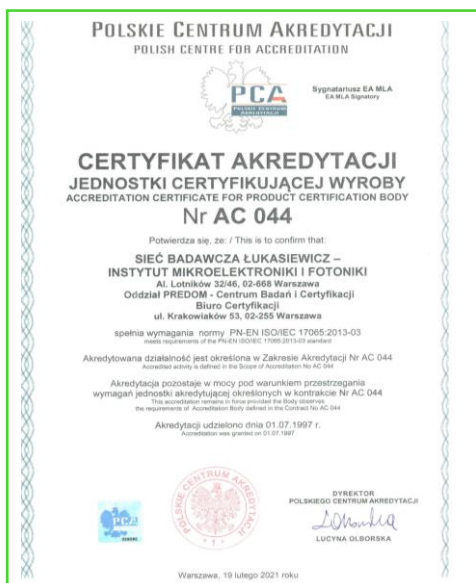 POLSKIE CENTRUM AKREDYTACJI
POLISH CENTRE FOR ACCREDITATION
PCA
POLSKIE CENTRUM
AKREDYTACJI
Sygnatariusz EA MLA
EA MLA Signatory
CERTYFIKAT AKREDYTACJI
JEDNOSTKI CERTYFIKUJĄCEJ WYROBY
ACCREDITATION CERTIFICATE FOR PRODUCT CERTIFICATION BODY
Nr AC 044
Potwierdza się, że: / This is to confirm that:
SIEĆ BADAWCZA ŁUKASIEWICZ –
INSTYTUT MIKROELEKTRONIKI I FOTONIKI
Al. Lotników 32/46, 02-668 Warszawa
Oddział PREDOM - Centrum Badań i Certyfikacji
Biuro Certyfikacji
ul. Krakowiaków 53, 02-255 Warszawa
spełnia wymagania normy PN-EN ISO/IEC 17065:2013-03
meets requirements of the PN-EN ISO/IEC 17065:2013-03 standard
Akredytowana działalność jest określona w Zakresie Akredytacji Nr AC 044
Accredited activity is defined in the Scope of Accreditation No AC 044
Akredytacja pozostaje w mocy pod warunkiem przestrzegania
wymagań jednostki akredytującej określonych w kontrakcie Nr AC 044
This accreditation remains in force provided the Body observes
the requirements of Accreditation Body defined in the Contract No AC 044
Akredytacji udzielono dnia 01.07.1997 r.
Accreditation was granted on 01.07.1997
POLSKIE CENTRUM AKREDYTACJI
PCA
DYREKTOR
POLSKIEGO CENTRUM AKREDYTACJI
LUCYNA OLBORSKA
Warszawa, 19 lutego 2021 roku